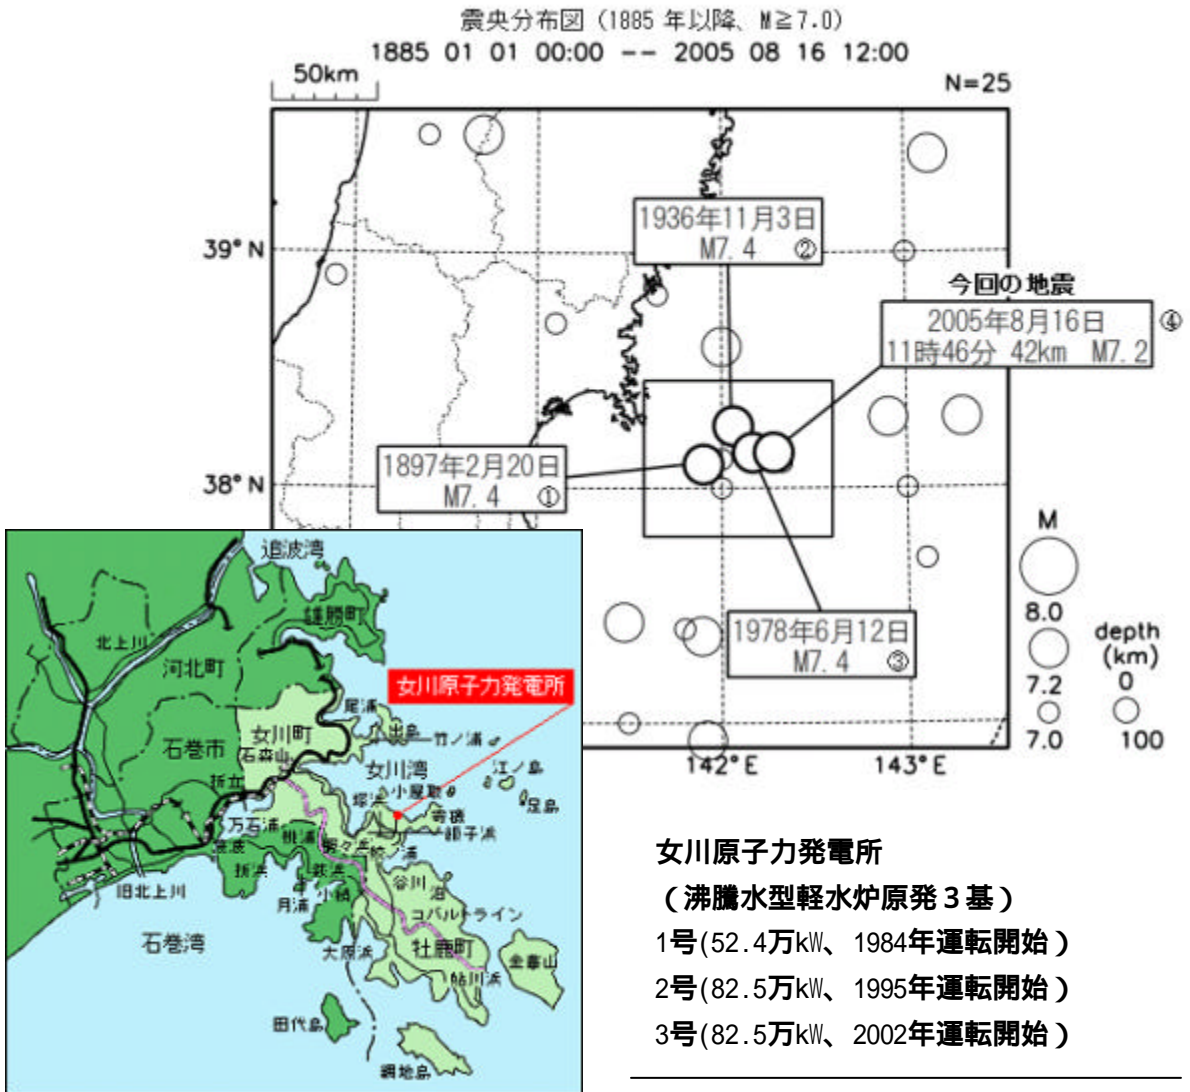 震央分布図（1885 年以降、M≧7.0）
1885 01 01 00:00 -- 2005 08 16 12:00
50km
N=25
1936年11月3日
M7.4 ②
39°N
今回の地震
2005年8月16日 ④
11時46分 42km M7.2
1897年2月20日
M7.4 ①
38°N
M
8.0
7.2
7.0
depth
(km)
0
100
1978年6月12日
M7.4 ③
142°E
143°E
追波湾
雄勝町
北上川
河北町
女川原子力発電所
尾浦
出島
女川町
竹ノ浦
石巻市
石森山
女川湾
江ノ島
折立
小屋取
足島
塚浜
寄磯
万石浦
桃浦
渡波
鮫ノ浦
折浜
荻浜
谷川
泊
旧北上川
月浦
小積
コバルトライン
石巻湾
大原浜
牡鹿町
金華山
鮎川浜
田代島
網地島
女川原子力発電所
（沸騰水型軽水炉原発３基）
1号(52.4万kW、1984年運転開始）
2号(82.5万kW、1995年運転開始）
3号(82.5万kW、2002年運転開始）